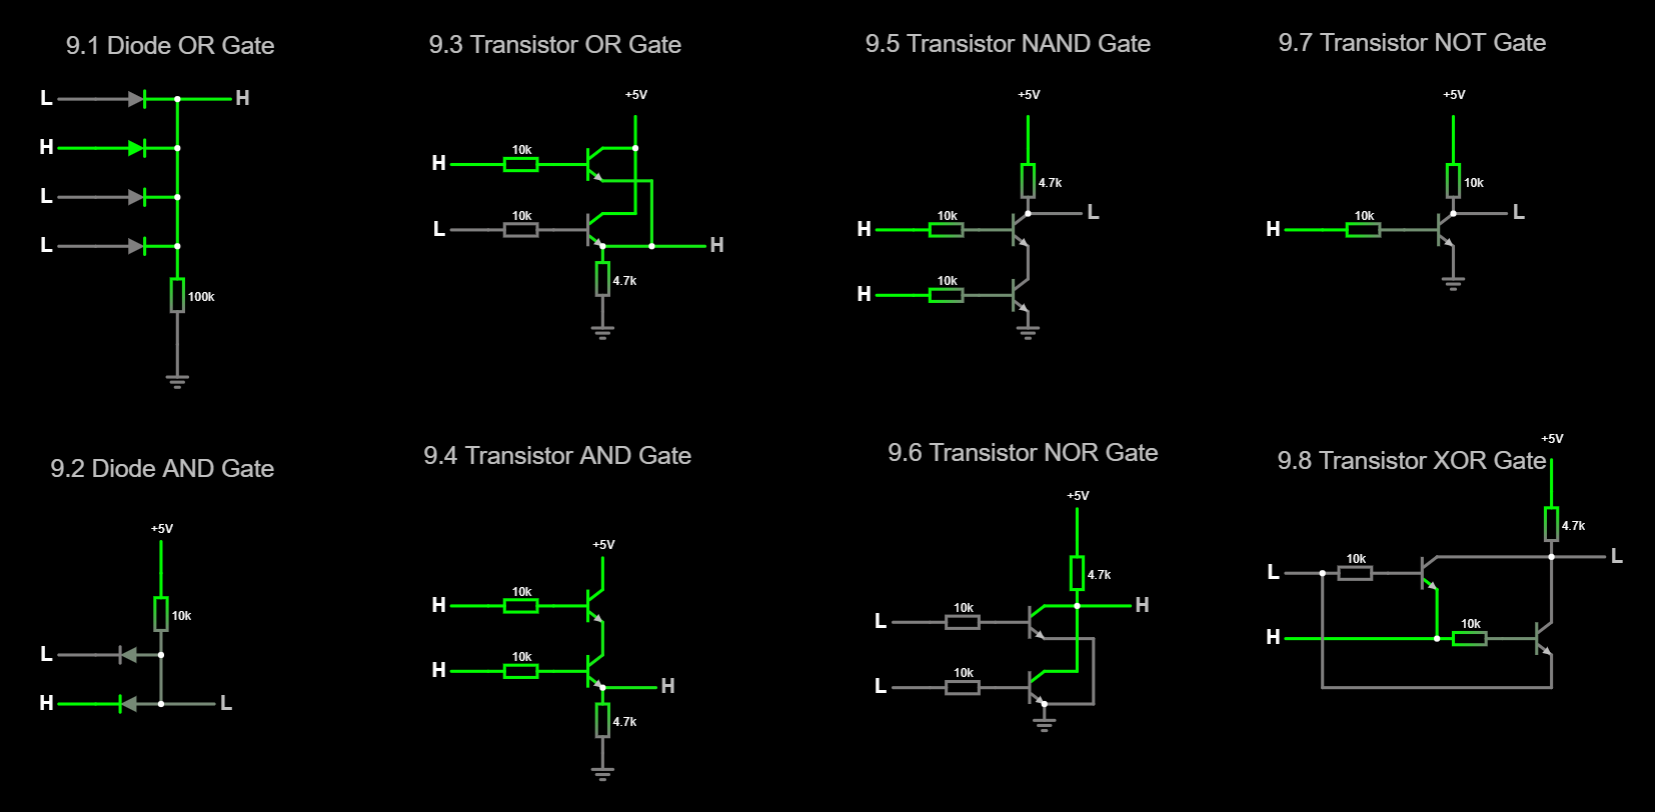 9.1 Diode OR Gate
L
H
H
L
L
100k
9.3 Transistor OR Gate
+5V
H
10k
L
10k
H
4.7k
9.5 Transistor NAND Gate
+5V
4.7k
L
H
10k
H
10k
9.7 Transistor NOT Gate
+5V
10k
L
H
10k
9.2 Diode AND Gate
+5V
10k
L
H
L
9.4 Transistor AND Gate
+5V
H
10k
H
10k
H
4.7k
9.6 Transistor NOR Gate
+5V
4.7k
H
L
10k
L
10k
+5V
9.8 Transistor XOR Gate
4.7k
L
L
10k
H
10k